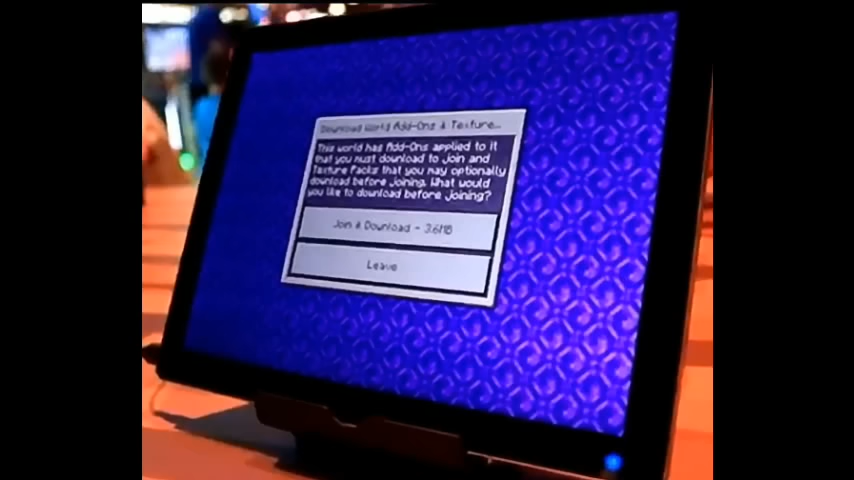 Download World Add-Ons & Texture...
This world has Add-Ons applied to it
that you must download to join and
Texture Packs that you may optionally
download before joining. What would
you like to download before joining?
Join & Download - 3.6MB
Leave